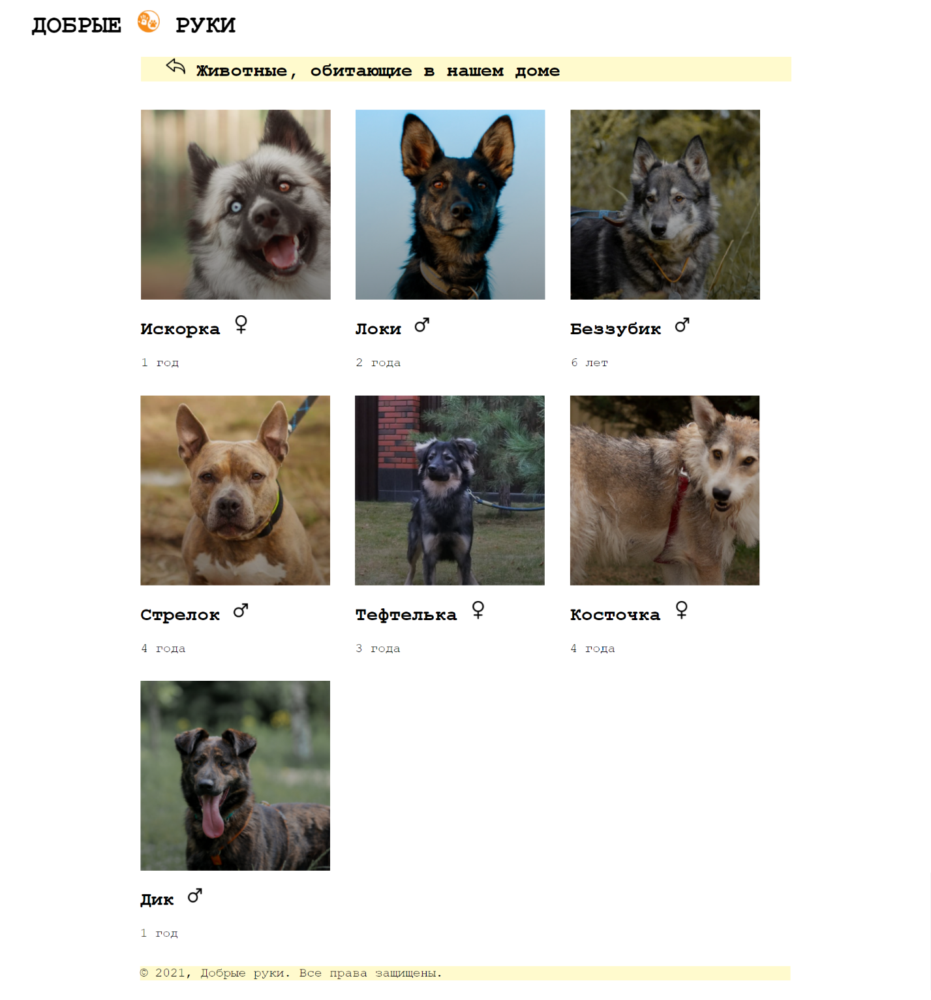 ДОБРЫЕ РУКИ
Животные, обитающие в нашем доме
Искорка ♀
Локи ♂
Беззубик ♂
1 год
2 года
6 лет
Стрелок ♂
Тефтелька ♀
Косточка ♀
4 года
3 года
4 года
Дик ♂
1 год
© 2021, Добрые руки. Все права защищены.